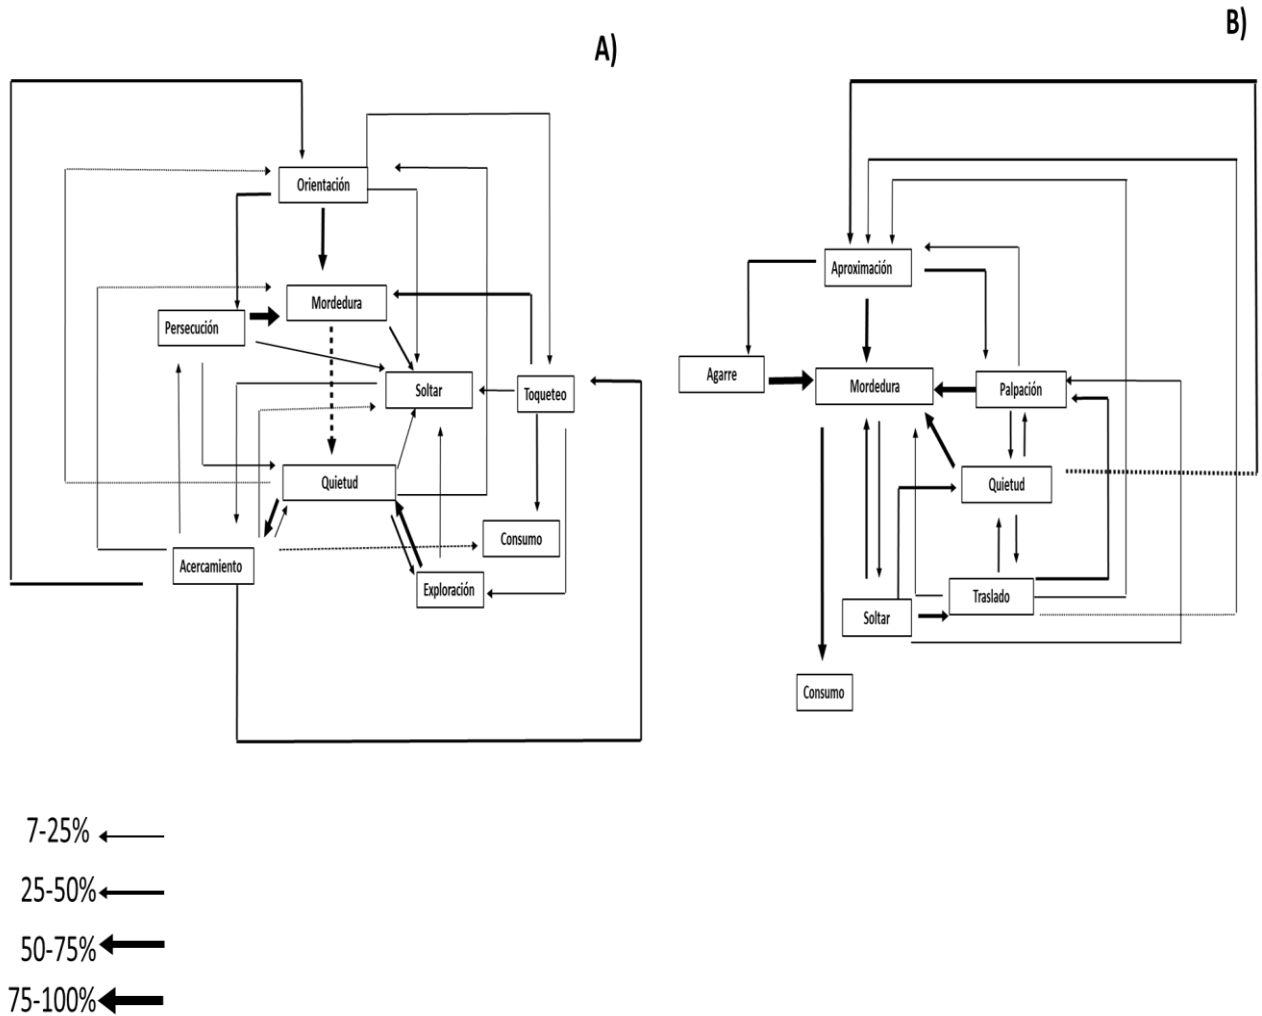 A)
Orientación
Mordedura
Persecución
Soltar
Toqueteo
Quietud
Consumo
Acercamiento
Exploración
B)
Aproximación
Agarre
Mordedura
Palpación
Quietud
Traslado
Soltar
Consumo
7-25%
25-50%
50-75%
75-100%